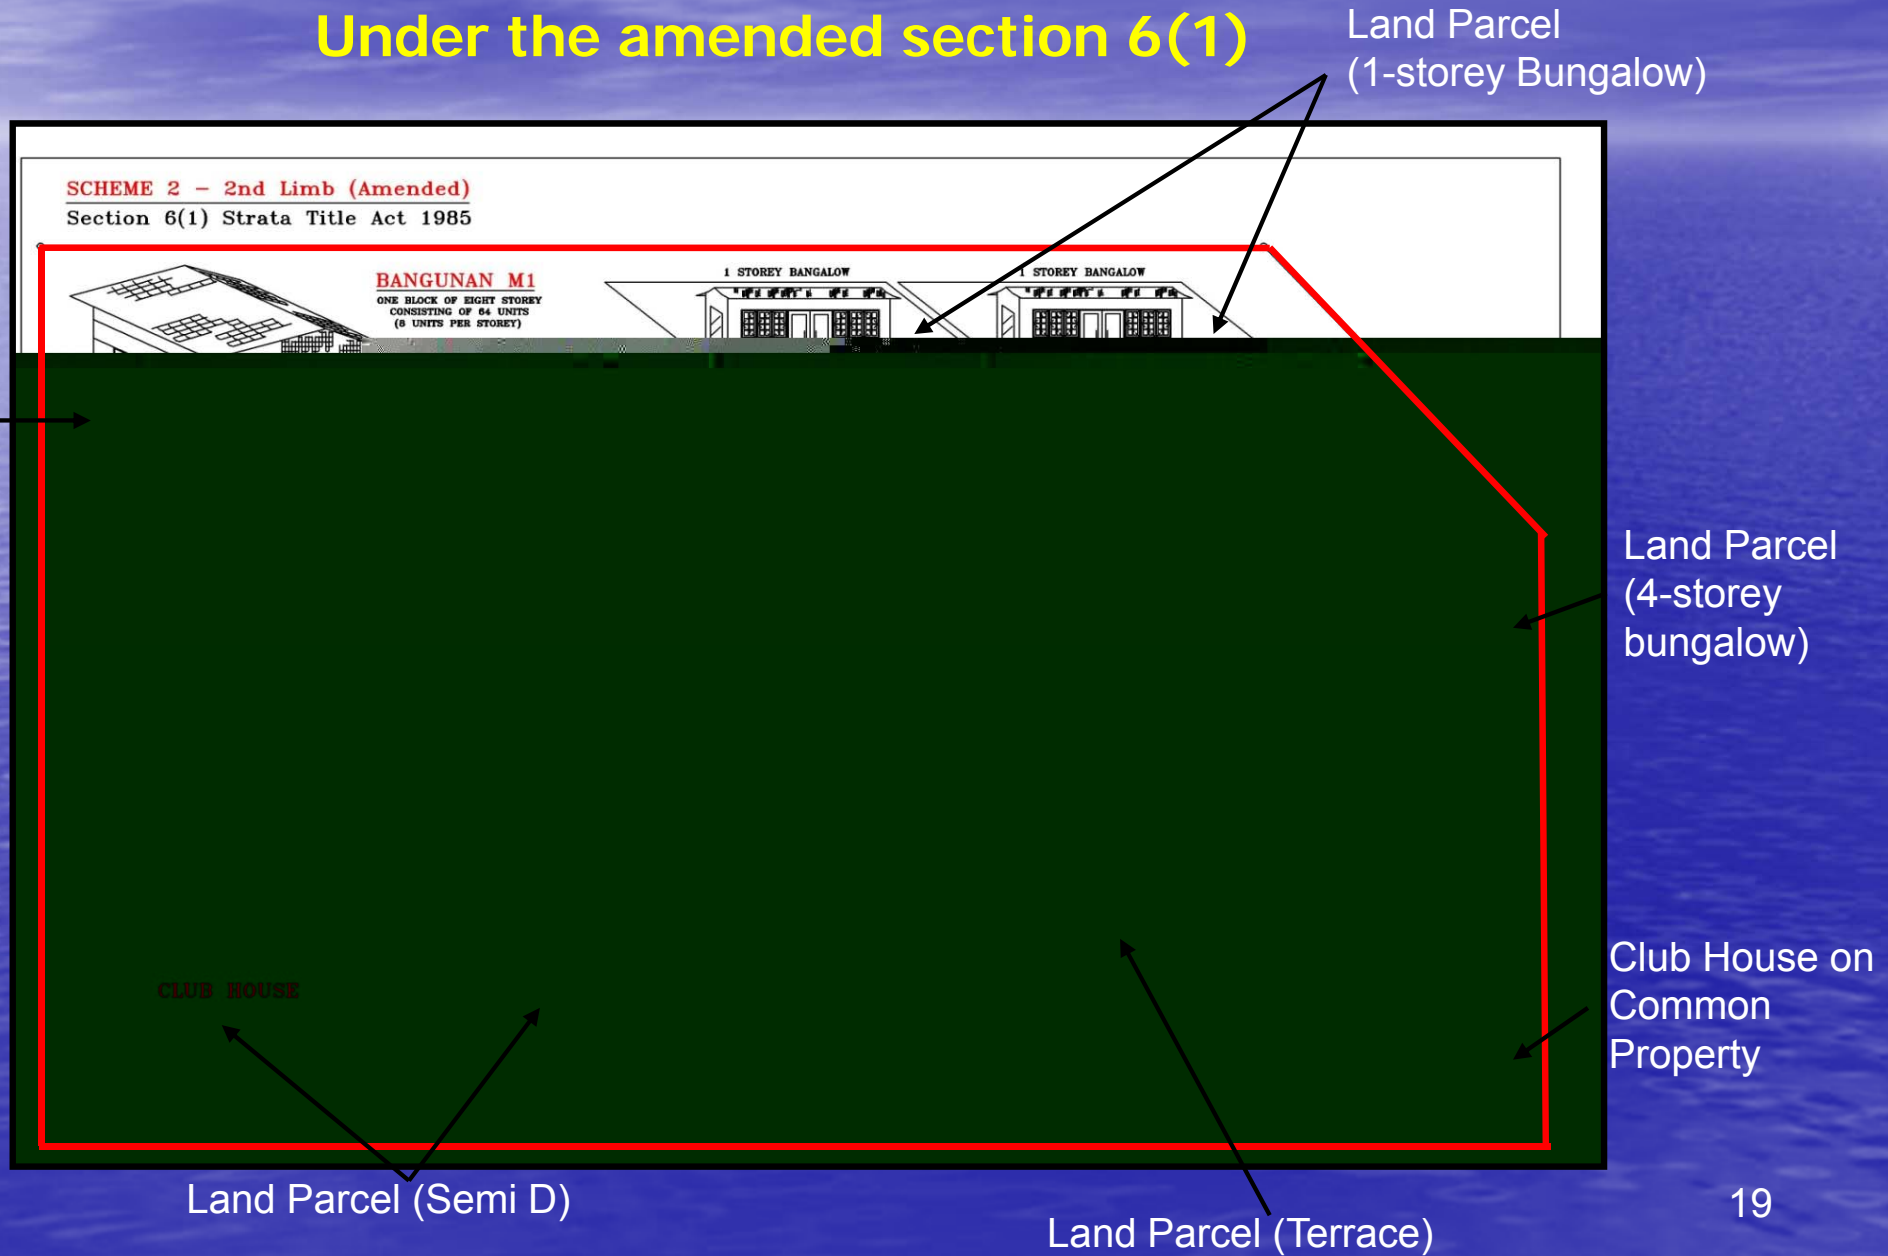 Under the amended section 6(1)
Land Parcel
(1-storey Bungalow)
SCHEME 2 – 2nd Limb (Amended)
Section 6(1) Strata Title Act 1985
BANGUNAN M1
ONE BLOCK OF EIGHT STOREY
CONSISTING OF 64 UNITS
(8 UNITS PER STOREY)
1 STOREY BANGALOW
1 STOREY BANGALOW
Land Parcel
(4-storey
bungalow)
Club House on
Common
Property
CLUB HOUSE
Land Parcel (Semi D)
Land Parcel (Terrace)
19